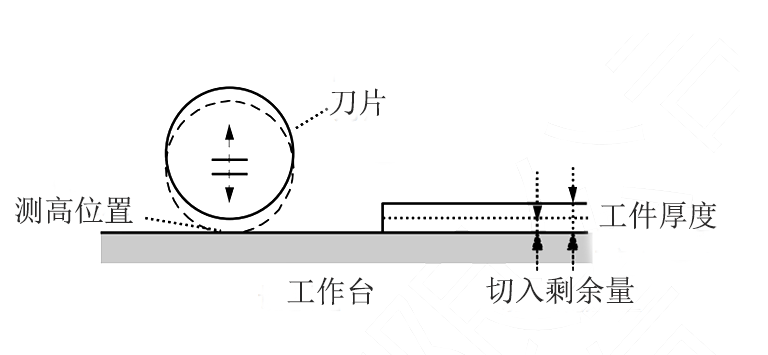 刀片
测高位置
工件厚度
工作台
切入剩余量